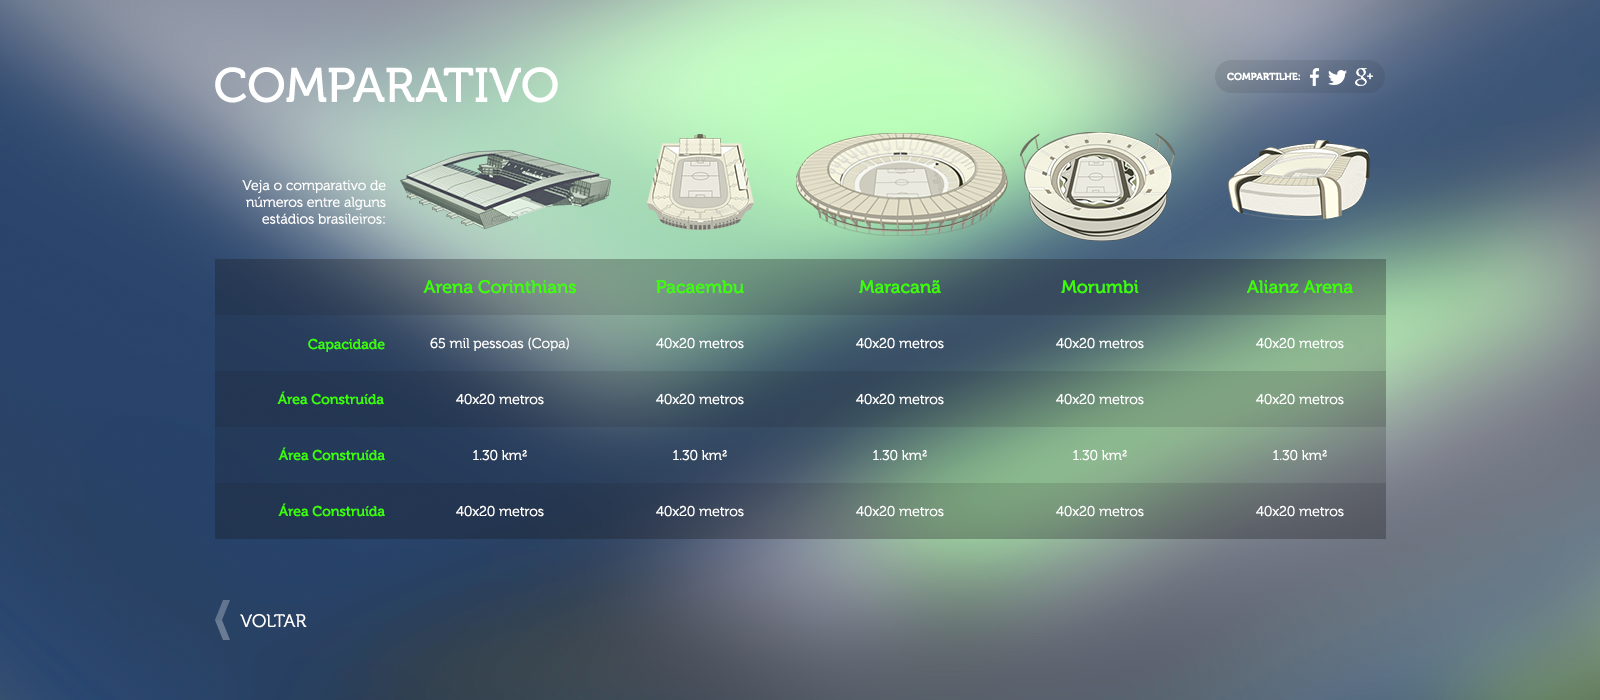 COMPARATIVO
COMPARTILHE:
Veja o comparativo de
números entre alguns
estádios brasileiros:
Arena Corinthians Pacaembu Maracanã Morumbi Alianz Arena
Capacidade 65 mil pessoas (Copa) 40x20 metros 40x20 metros 40x20 metros 40x20 metros
Área Construída 40x20 metros 40x20 metros 40x20 metros 40x20 metros 40x20 metros
Área Construída 1.30 km² 1.30 km² 1.30 km² 1.30 km² 1.30 km²
Área Construída 40x20 metros 40x20 metros 40x20 metros 40x20 metros 40x20 metros
VOLTAR